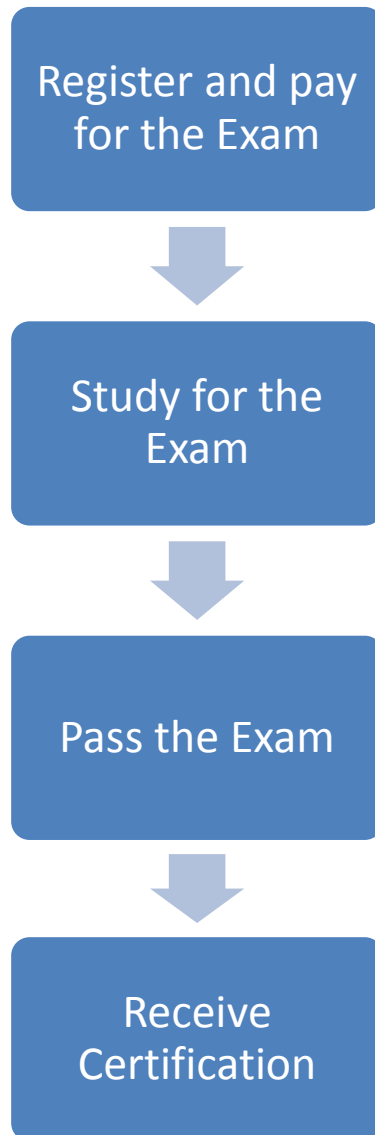 Register and pay
for the Exam
Study for the
Exam
Pass the Exam
Receive
Certification